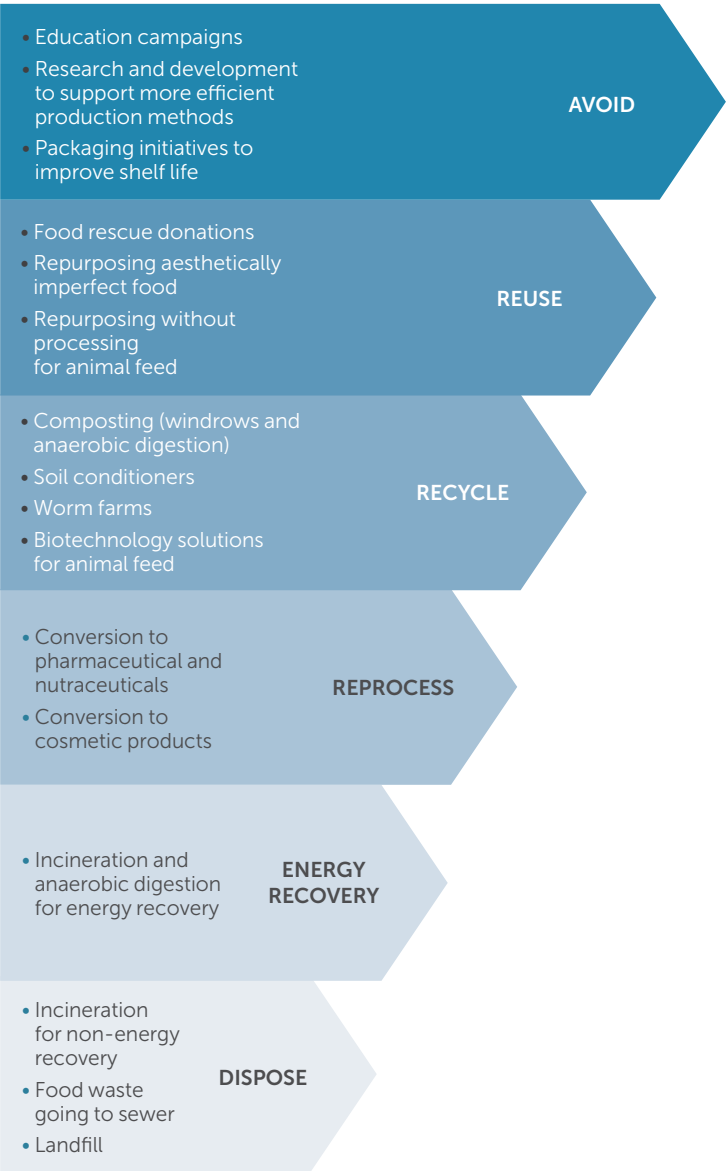 • Education campaigns
• Research and development
to support more efficient
production methods
• Packaging initiatives to
improve shelf life
AVOID
• Food rescue donations
• Repurposing aesthetically
imperfect food
• Repurposing without
processing
for animal feed
REUSE
• Composting (windrows and
anaerobic digestion)
• Soil conditioners
• Worm farms
• Biotechnology solutions
for animal feed
RECYCLE
• Conversion to
pharmaceutical and
nutraceuticals
• Conversion to
cosmetic products
REPROCESS
• Incineration and
anaerobic digestion
for energy recovery
ENERGY
RECOVERY
• Incineration
for non-energy
recovery
• Food waste
going to sewer
• Landfill
DISPOSE